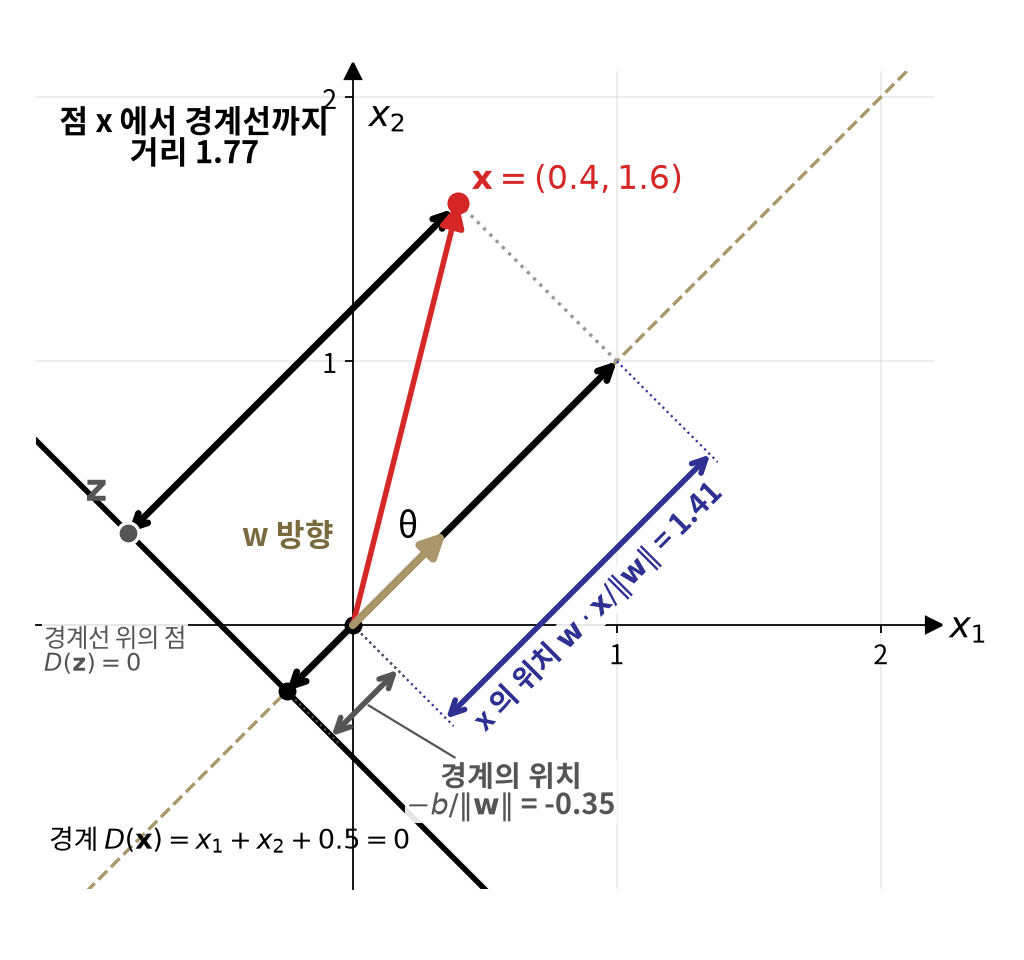 점 x 에서 경계선까지
거리 1.77
2
x₂
x = (0.4, 1.6)
1
z
w 방향
θ
x 의 위치 w · x/‖w‖ = 1.41
경계선 위의 점
D(z) = 0
x₁
1
2
경계의 위치
−b/‖w‖ = -0.35
경계 D(x) = x₁ + x₂ + 0.5 = 0